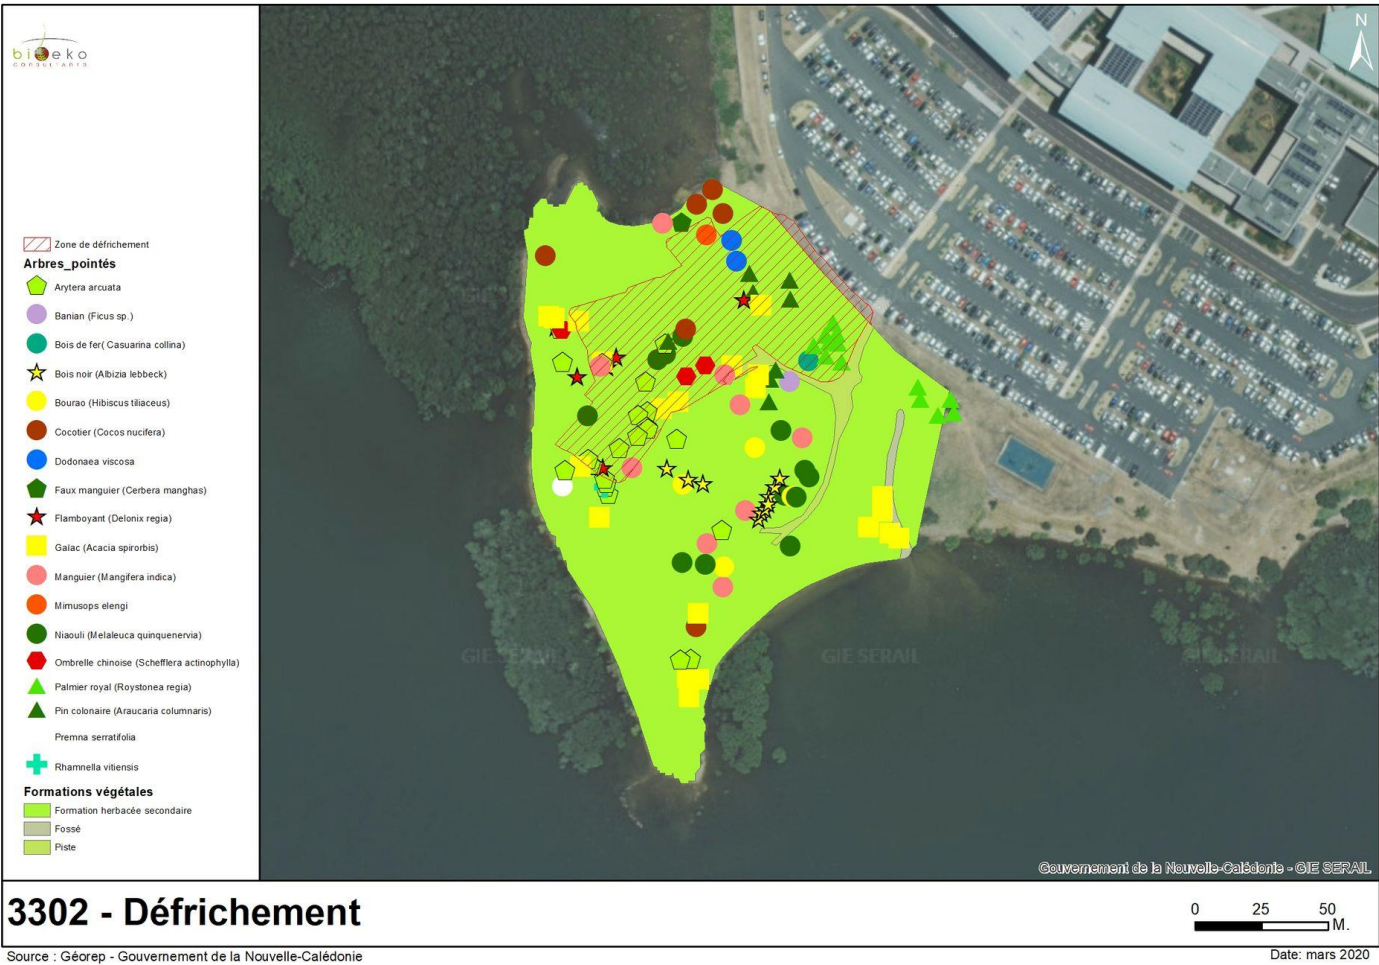 bioeko
CONSULTANTS
N
Zone de défrichement
Arbres_pointés
Arytera arcuata
Banian (Ficus sp.)
Bois de fer( Casuarina collina)
Bois noir (Albizia lebbeck)
Bourao (Hibiscus tiliaceus)
Cocotier (Cocos nucifera)
Dodonaea viscosa
Faux manguier (Cerbera manghas)
Flamboyant (Delonix regia)
Gaïac (Acacia spirorbis)
Manguier (Mangifera indica)
Mimusops elengi
Niaouli (Melaleuca quinquenervia)
Ombrelle chinoise (Schefflera actinophylla)
Palmier royal (Roystonea regia)
Pin colonaire (Araucaria columnaris)
Premna serratifolia
Rhamnella vitiensis
Formations végétales
Formation herbacée secondaire
Fossé
Piste
GIE SERAIL
GIE SERAIL
GIE SERAIL
Gouvernement de la Nouvelle-Calédonie - GIE SERAIL
3302 - Défrichement
0 25 50
M.
Source : Géorep - Gouvernement de la Nouvelle-Calédonie
Date: mars 2020